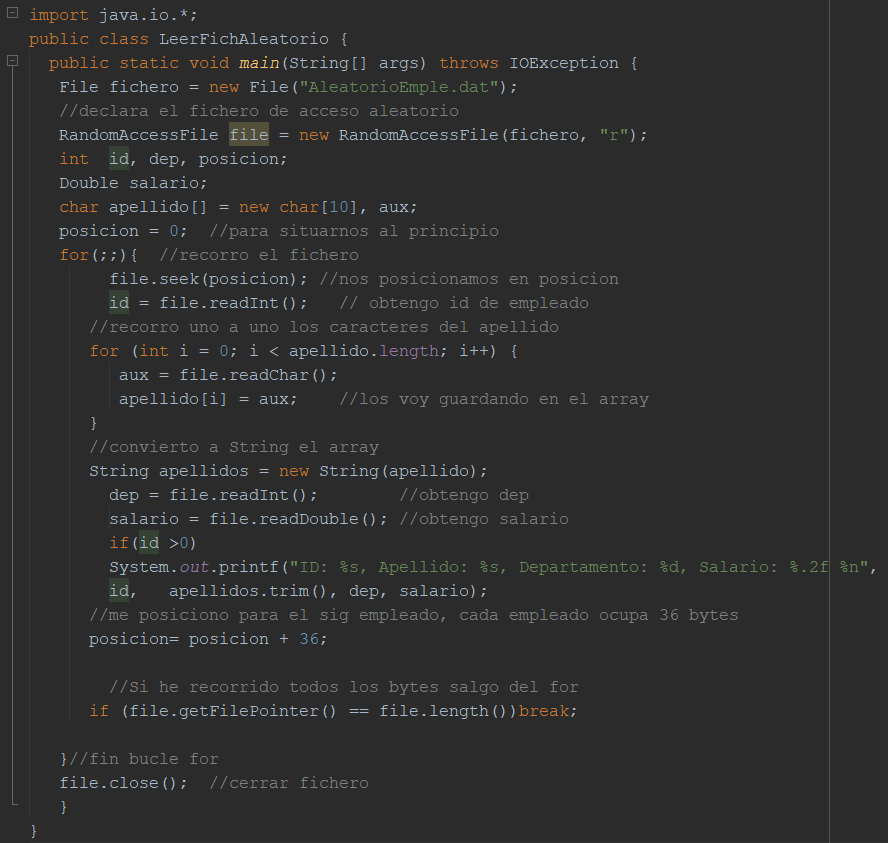 import java.io.*;
public class LeerFichAleatorio {
  public static void main(String[] args) throws IOException {
   File fichero = new File("AleatorioEmple.dat");
   //declara el fichero de acceso aleatorio
   RandomAccessFile file = new RandomAccessFile(fichero, "r");
   int  id, dep, posicion;
   Double salario;
   char apellido[] = new char[10], aux;
   posicion = 0;  //para situarnos al principio
   for(;;){  //recorro el fichero
        file.seek(posicion); //nos posicionamos en posicion
        id = file.readInt();   // obtengo id de empleado
      //recorro uno a uno los caracteres del apellido
      for (int i = 0; i < apellido.length; i++) {
         aux = file.readChar();
         apellido[i] = aux;    //los voy guardando en el array
      }
      //convierto a String el array
      String apellidos = new String(apellido);
        dep = file.readInt();        //obtengo dep
        salario = file.readDouble(); //obtengo salario
        if(id >0)
        System.out.printf("ID: %s, Apellido: %s, Departamento: %d, Salario: %.2f %n",
        id,   apellidos.trim(), dep, salario);
      //me posiciono para el sig empleado, cada empleado ocupa 36 bytes
      posicion= posicion + 36;
        //Si he recorrido todos los bytes salgo del for
      if (file.getFilePointer() == file.length())break;
   }//fin bucle for
   file.close();  //cerrar fichero
   }
}